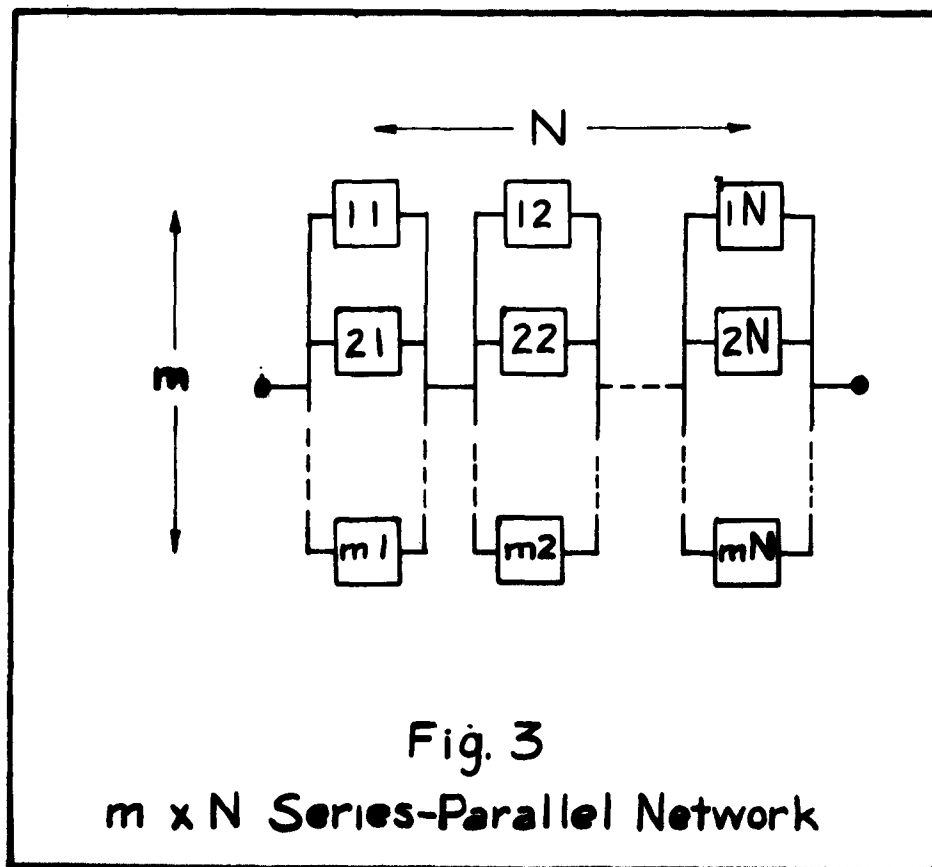 N
11 12 1N
21 22 2N
m
m1 m2 mN
Fig. 3
m x N Series-Parallel Network